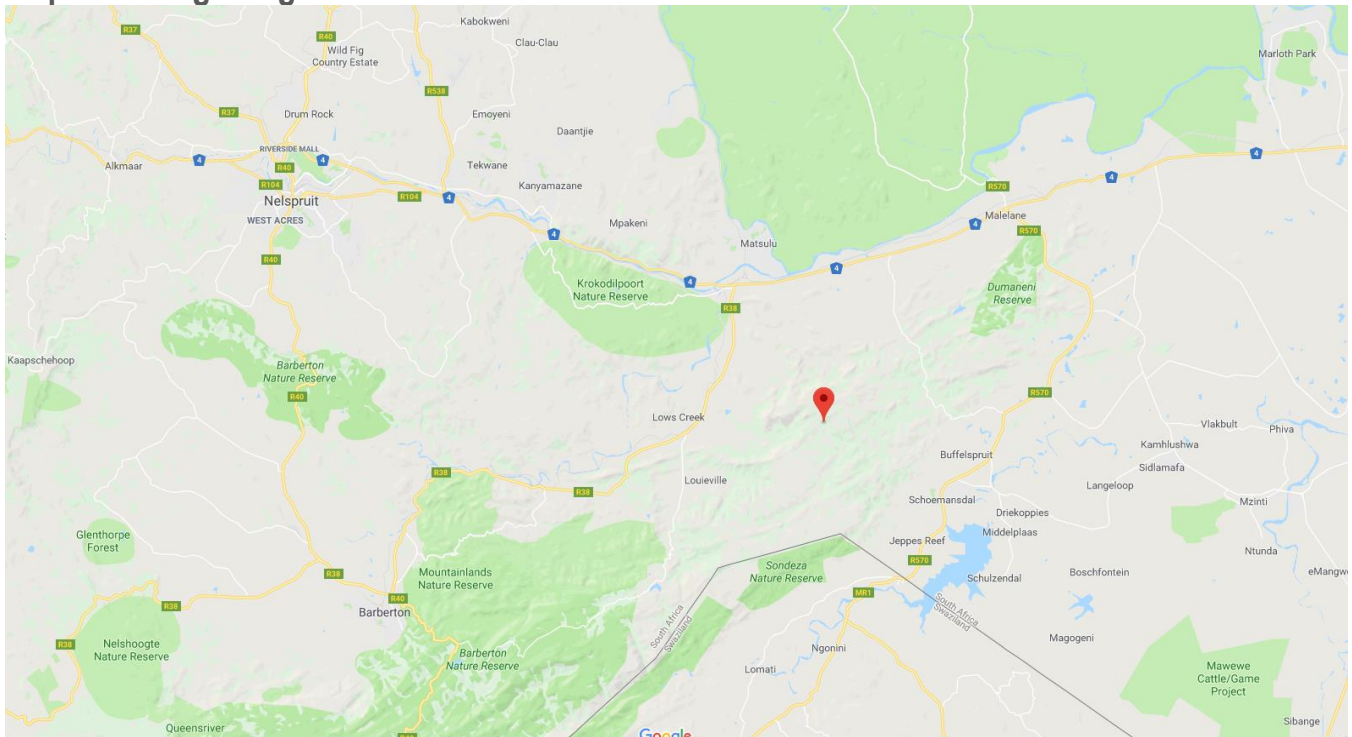 Kabokweni
R37
R40
Clau-Clau
Wild Fig
Country Estate
Marloth Park
R538
R37
Drum Rock
Emoyeni
Daantjie
RIVERSIDE MALL
4
4
4
4
Alkmaar
R40
Tekwane
R104
Kanyamazane
R104
4
R570
Nelspruit
WEST ACRES
Mpakeni
Malelane
4
R570
4
Matsulu
R40
4
4
Krokodilpoort
Nature Reserve
Dumaneni
Reserve
R38
Kaapschehoop
Barberton
Nature Reserve
R40
R570
Lows Creek
Vlakbult
Phiva
Kamhlushwa
Buffelspruit
Sidlamafa
R38
Louieville
Langeloop
R38
Schoemansdal
Mzinti
Driekoppies
Middelplaas
Glenthorpe
Forest
Jeppes Reef
Ntunda
R570
Sondeza
Nature Reserve
Mountainlands
Nature Reserve
Schulzendal
Boschfontein
eMangwe
R38
R40
MR1
R38
Barberton
South Africa
Swaziland
South Africa
Swaziland
Magogeni
R38
Nelshoogte
Nature Reserve
Ngonini
Barberton
Nature Reserve
Lomati
Mawewe
Cattle/Game
Project
Queensriver
Sibange
Google